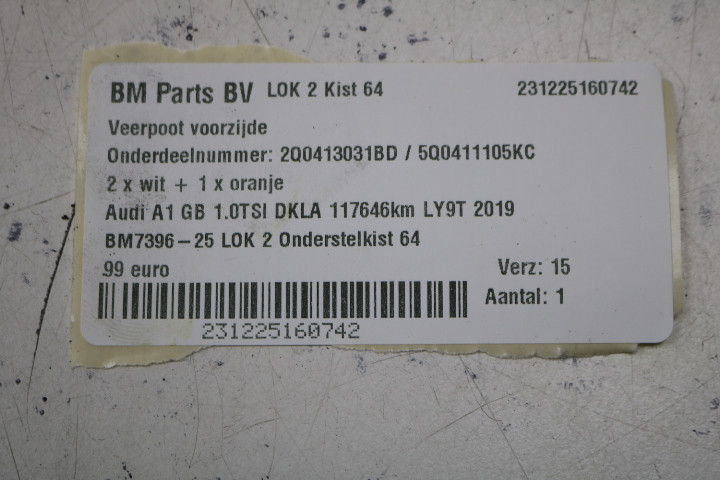 BM Parts BV LOK 2 Kist 64 231225160742
Veerpoot voorzijde
Onderdeelnummer: 2Q0413031BD / 5Q0411105KC
2 x wit + 1 x oranje
Audi A1 GB 1.0TSI DKLA 117646km LY9T 2019
BM7396-25 LOK 2 Onderstelkist 64
99 euro Verz: 15
Aantal: 1
231225160742